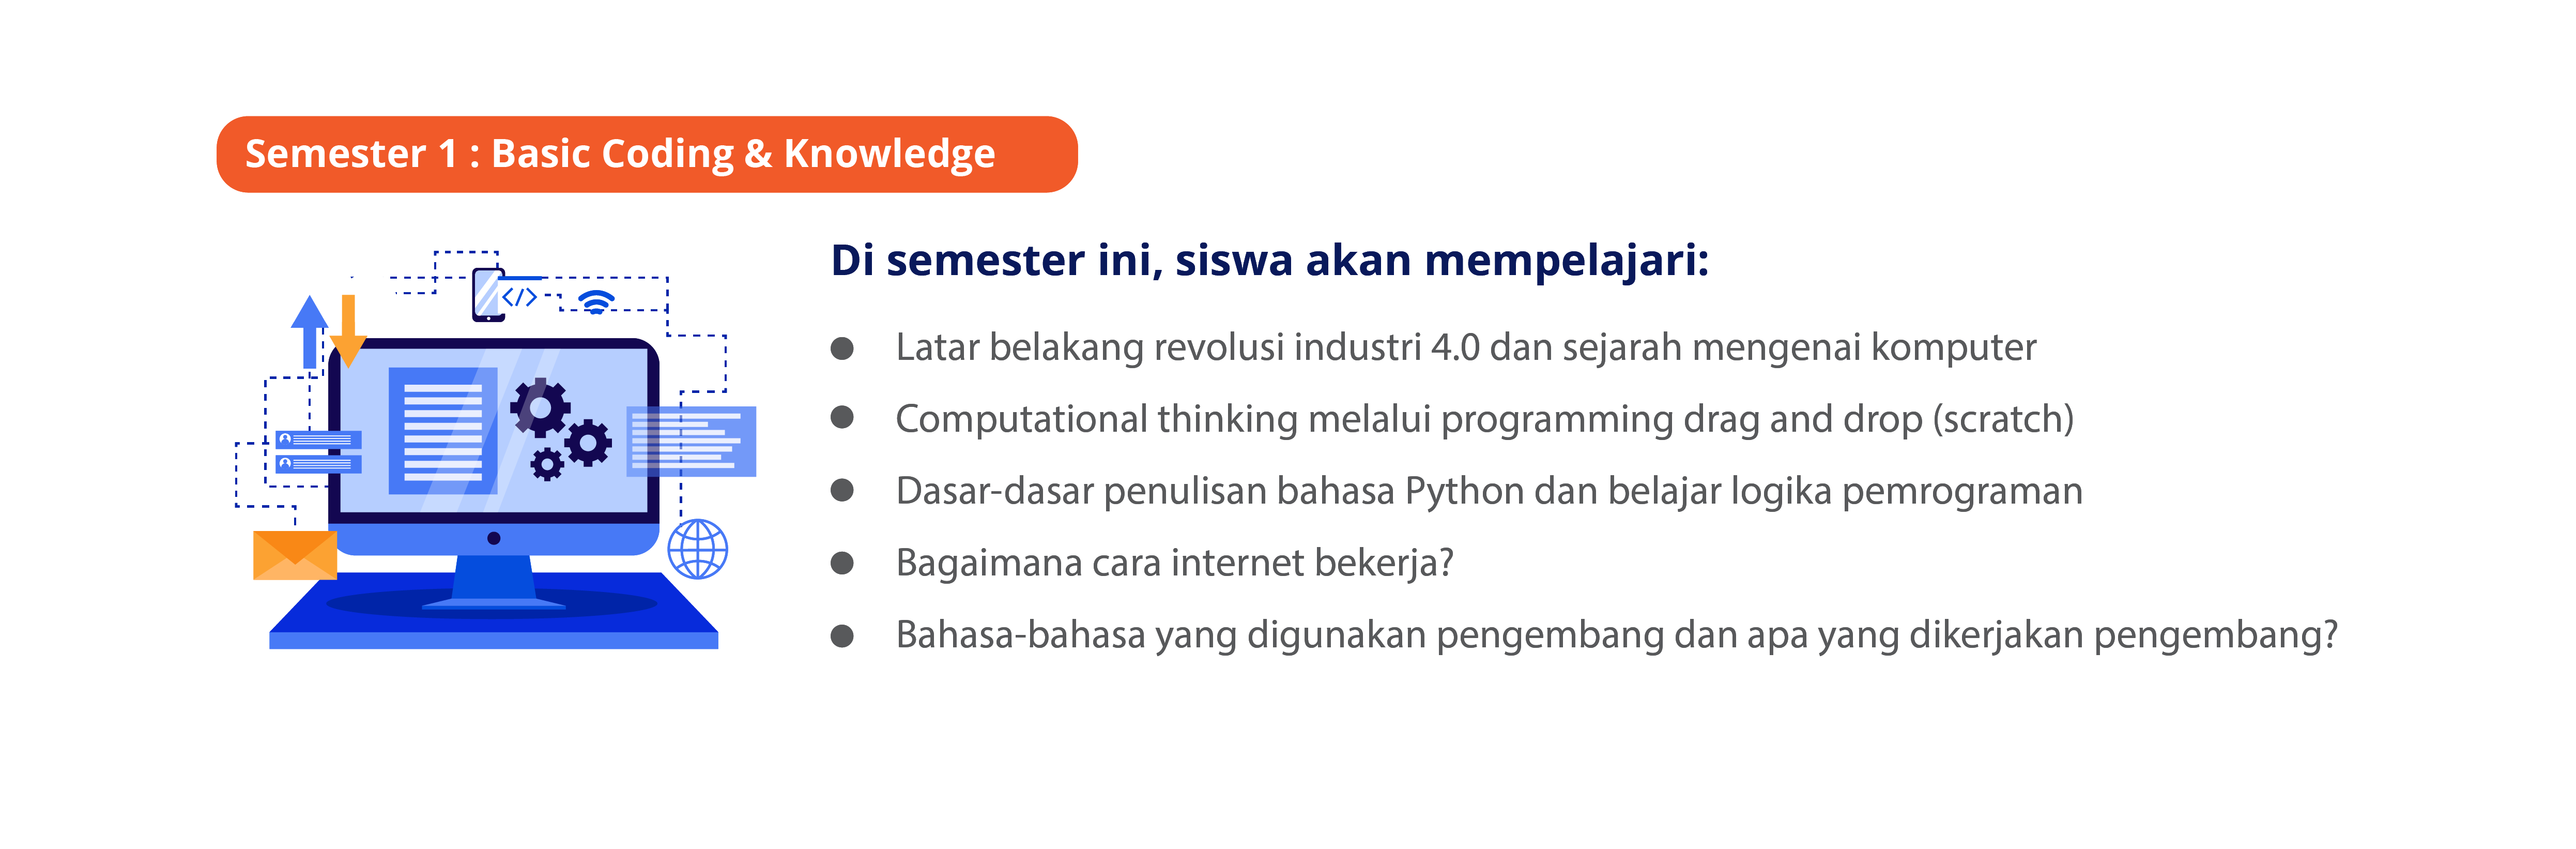 Semester 1 : Basic Coding & Knowledge
Di semester ini, siswa akan mempelajari:
Latar belakang revolusi industri 4.0 dan sejarah mengenai komputer
Computational thinking melalui programming drag and drop (scratch)
Dasar-dasar penulisan bahasa Python dan belajar logika pemrograman
Bagaimana cara internet bekerja?
Bahasa-bahasa yang digunakan pengembang dan apa yang dikerjakan pengembang?